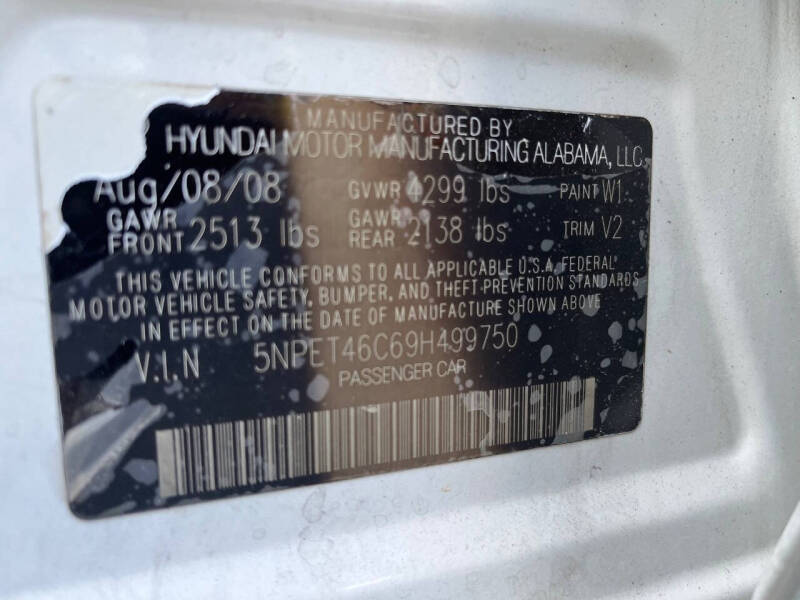 MANUFACTURED BY
HYUNDAI MOTOR MANUFACTURING ALABAMA, LLC
Aug/08/08 GVWR 4299 lbs PAINT W1
GAWR FRONT 2513 lbs GAWR REAR 2138 lbs TRIM V2
THIS VEHICLE CONFORMS TO ALL APPLICABLE U.S.A. FEDERAL
MOTOR VEHICLE SAFETY, BUMPER, AND THEFT PREVENTION STANDARDS
IN EFFECT ON THE DATE OF MANUFACTURE SHOWN ABOVE
V.I.N 5NPET46C69H499750
PASSENGER CAR